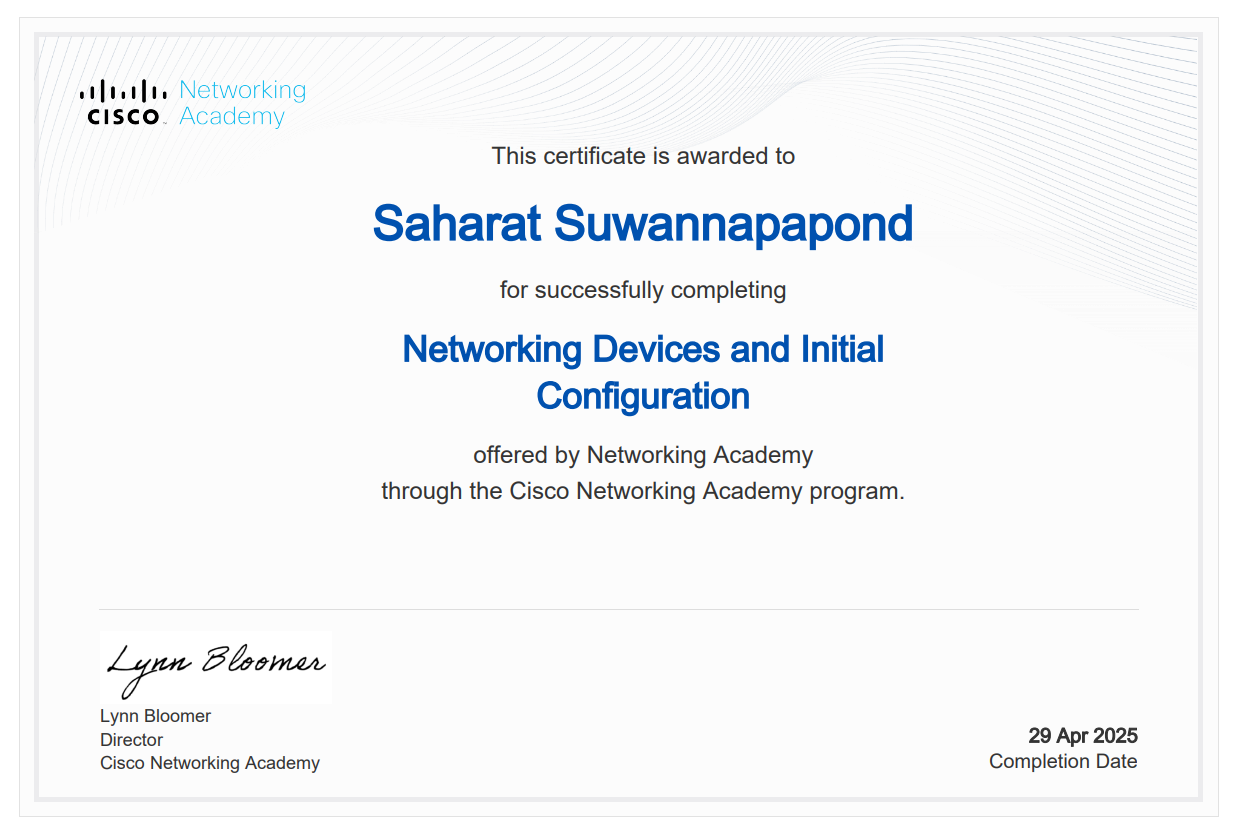 Networking
CISCO Academy
This certificate is awarded to
Saharat Suwannapapond
for successfully completing
Networking Devices and Initial
Configuration
offered by Networking Academy
through the Cisco Networking Academy program.
Lynn Bloomer
Lynn Bloomer
Director
Cisco Networking Academy
29 Apr 2025
Completion Date